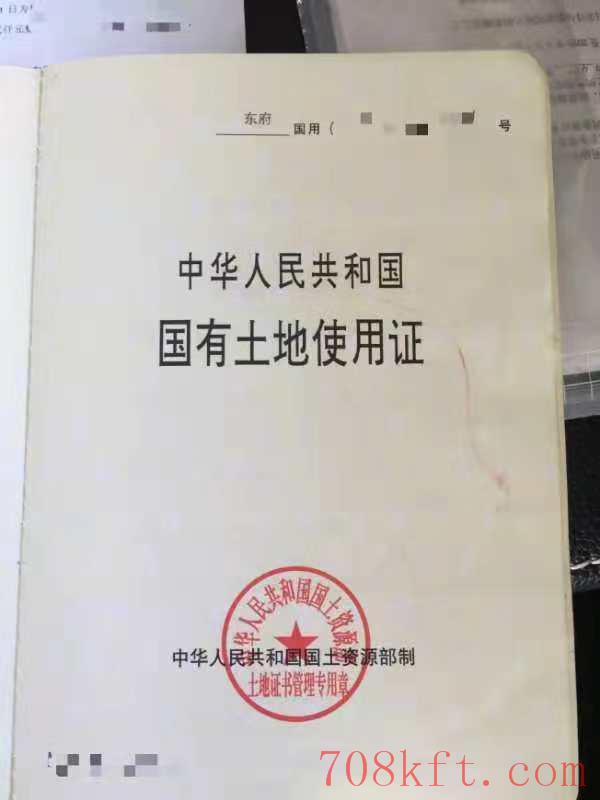 东府
国用(
号
中华人民共和国
国有土地使用证
中华人民共和国国土资源部
中华人民共和国国土资源部制
土地证书管理专用章
708kft.com